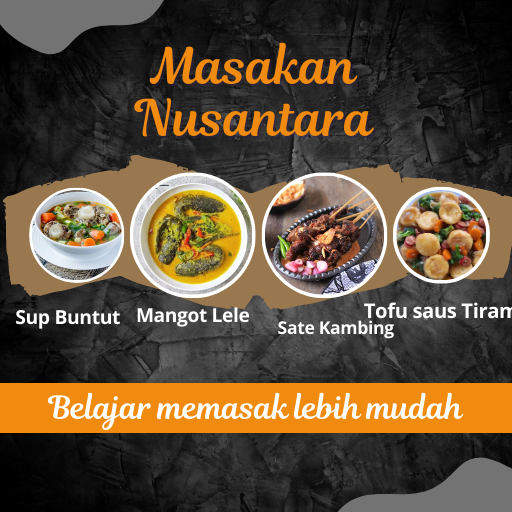 Masakan
Nusantara
Sup Buntut
Mangot Lele
Sate Kambing
Tofu saus Tiram
Belajar memasak lebih mudah